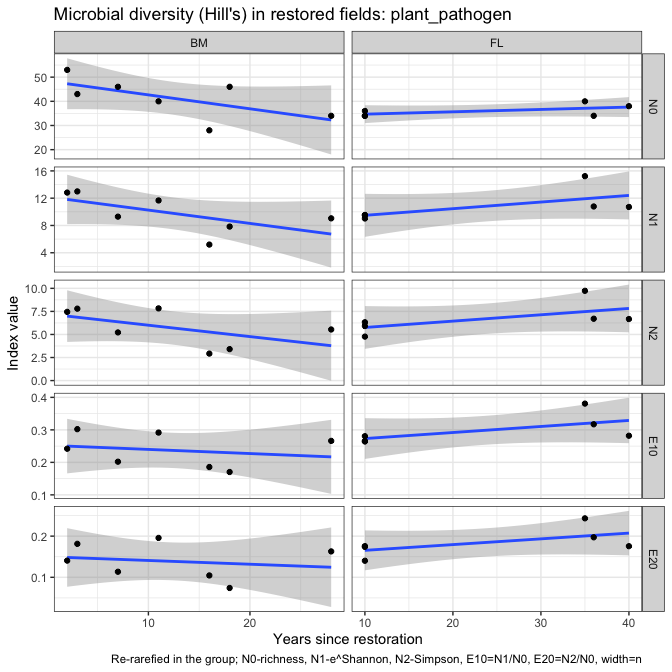 Microbial diversity (Hill's) in restored fields: plant_pathogen
BM
FL
50
40
30
20
N0
16
12
8
4
N1
10.0
7.5
5.0
2.5
0.0
N2
0.4
0.3
0.2
0.1
E10
0.2
0.1
E20
Index value
10
20
10
20
30
40
Years since restoration
Re-rarefied in the group; N0-richness, N1-e^Shannon, N2-Simpson, E10=N1/N0, E20=N2/N0, width=n